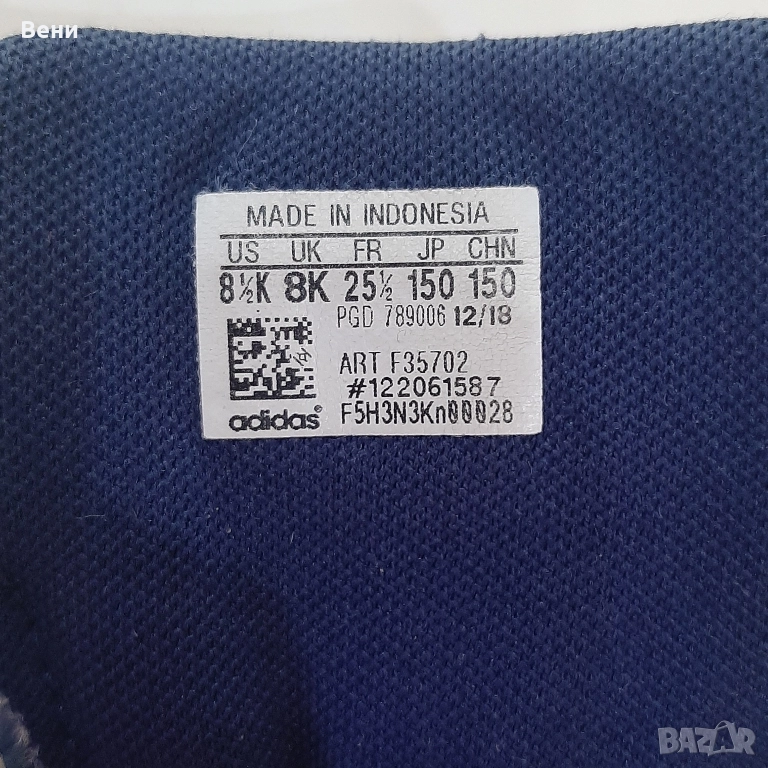 Вени
MADE IN INDONESIA
US UK FR JP CHN
8½K 8K 25½ 150 150
PGD 789006 12/18
ART F35702
#122061587
adidas® F5H3N3Kn00028
BAZAR